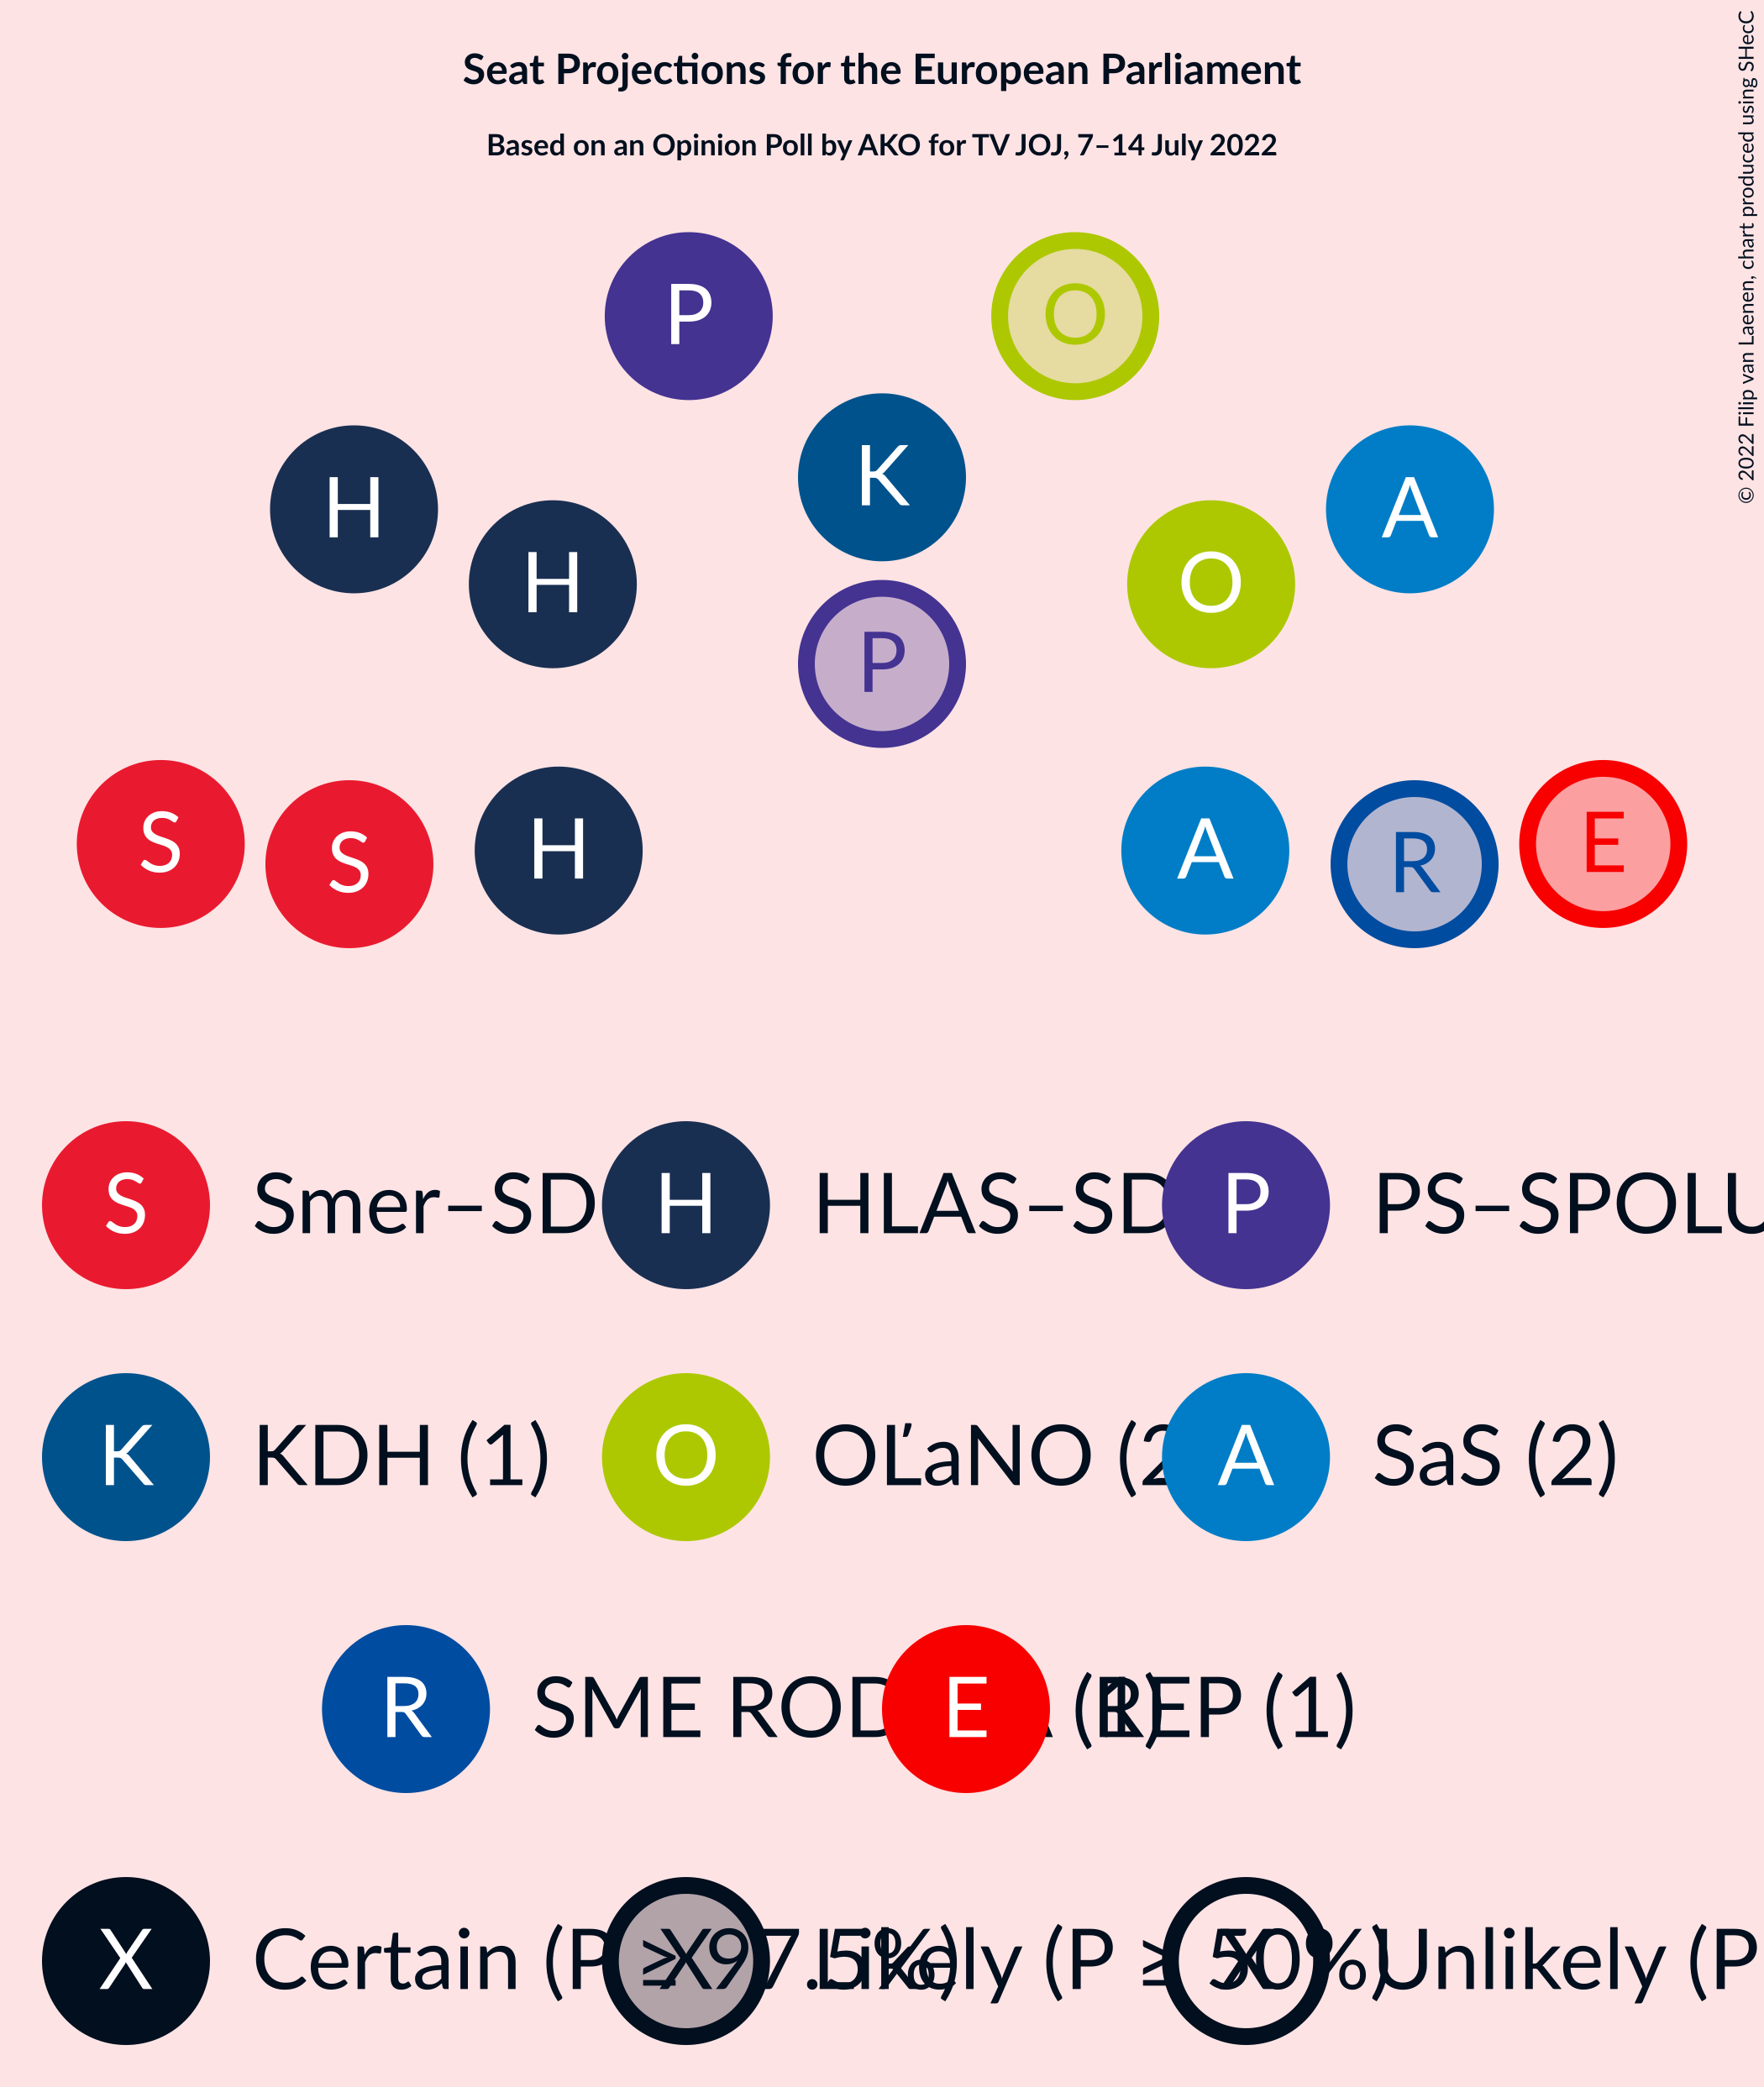 Seat Projections for the European Parliament
Based on an Opinion Poll by AKO for TV JOJ, 7–14 July 2022
© 2022 Filip van Laenen, chart produced using SHecC
P O
K
H A
H O
P
S E
H A
S R
S Smer–SD H HLAS–SD P PS–SPOLU
K KDH (1) O OĽaNO (2 A SaS (2)
R SME ROD E (1) REP (1)
X Certain (P ≥ 97.5%) X Likely (P ≥ 50%) X Unlikely (P